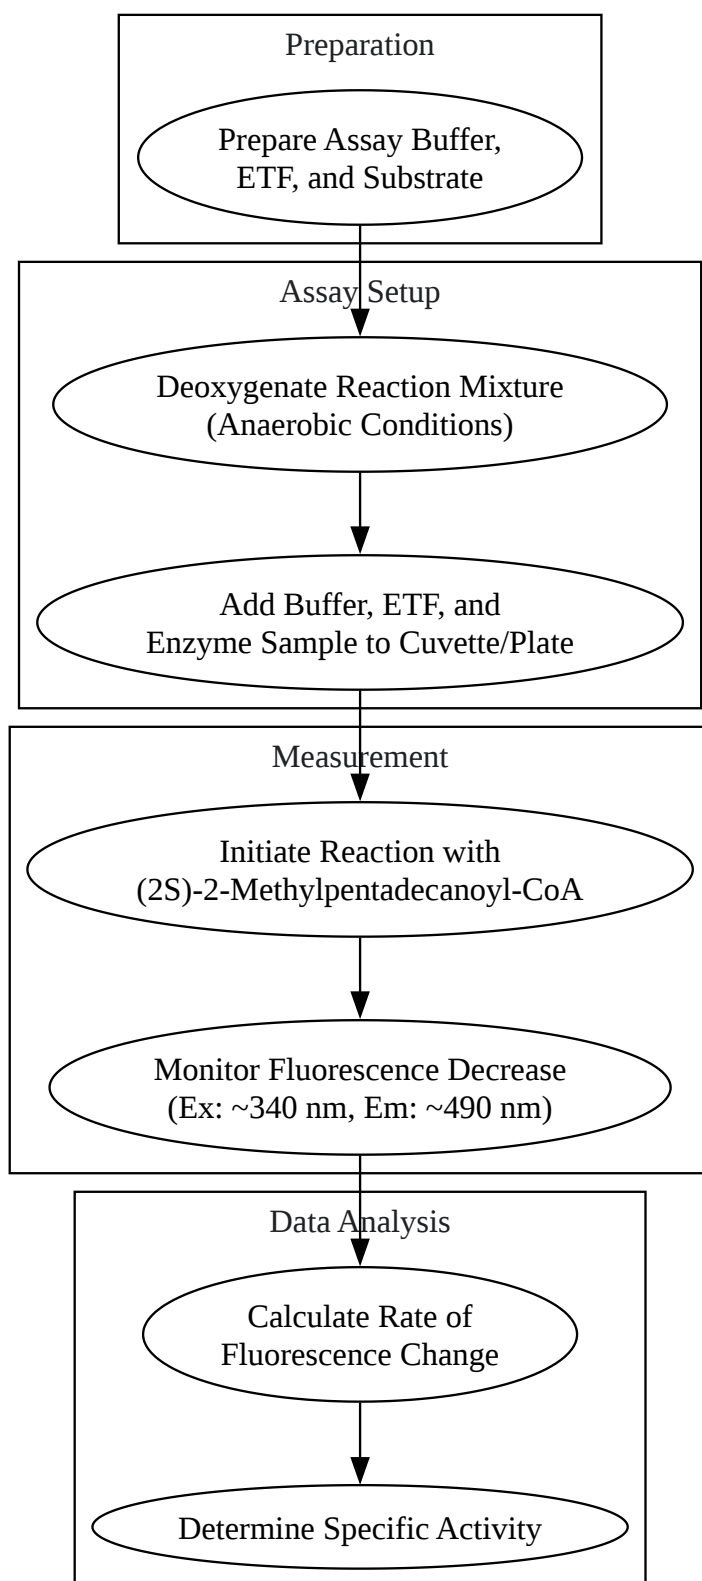 Preparation
Prepare Assay Buffer,
ETF, and Substrate
Assay Setup
Deoxygenate Reaction Mixture
(Anaerobic Conditions)
Add Buffer, ETF, and
Enzyme Sample to Cuvette/Plate
Measurement
Initiate Reaction with
(2S)-2-Methylpentadecanoyl-CoA
Monitor Fluorescence Decrease
(Ex: ~340 nm, Em: ~490 nm)
Data Analysis
Calculate Rate of
Fluorescence Change
Determine Specific Activity